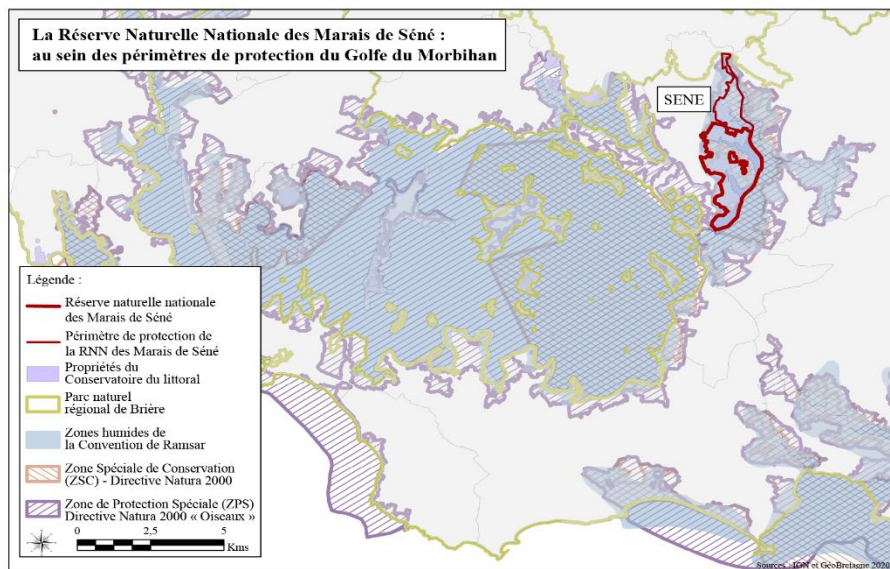 La Réserve Naturelle Nationale des Marais de Séné :
au sein des périmètres de protection du Golfe du Morbihan
SENE
Légende :
Réserve naturelle nationale
des Marais de Séné
Périmètre de protection de
la RNN des Marais de Séné
Propriétés du
Conservatoire du littoral
Parc naturel
régional de Brière
Zones humides de
la Convention de Ramsar
Zone Spéciale de Conservation
(ZSC) - Directive Natura 2000
Zone de Protection Spéciale (ZPS)
Directive Natura 2000 « Oiseaux »
0 2,5 5
Kms
Sources : IGN et GéoBretagne 2020